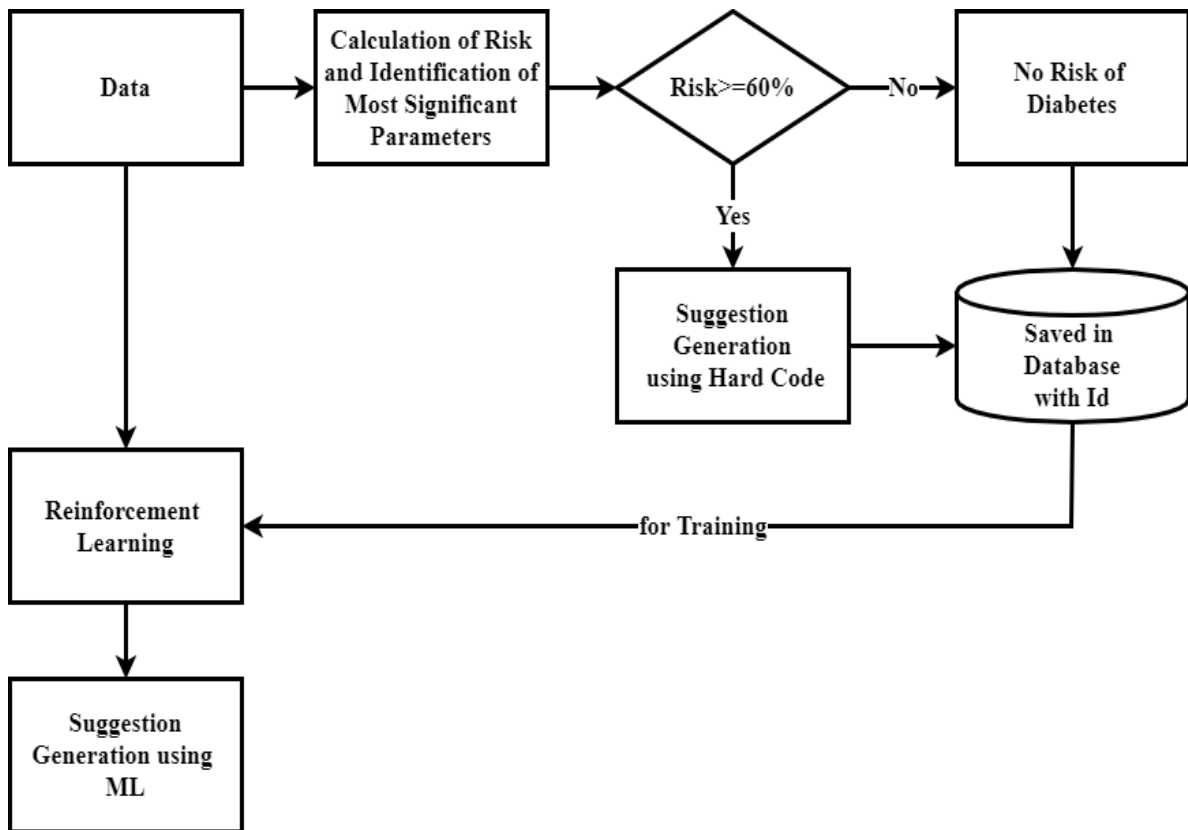 Data
Calculation of Risk
and Identification of
Most Significant
Parameters
Risk>=60%
No
No Risk of
Diabetes
Yes
Suggestion
Generation
using Hard Code
Saved in
Database
with Id
Reinforcement
Learning
for Training
Suggestion
Generation using
ML